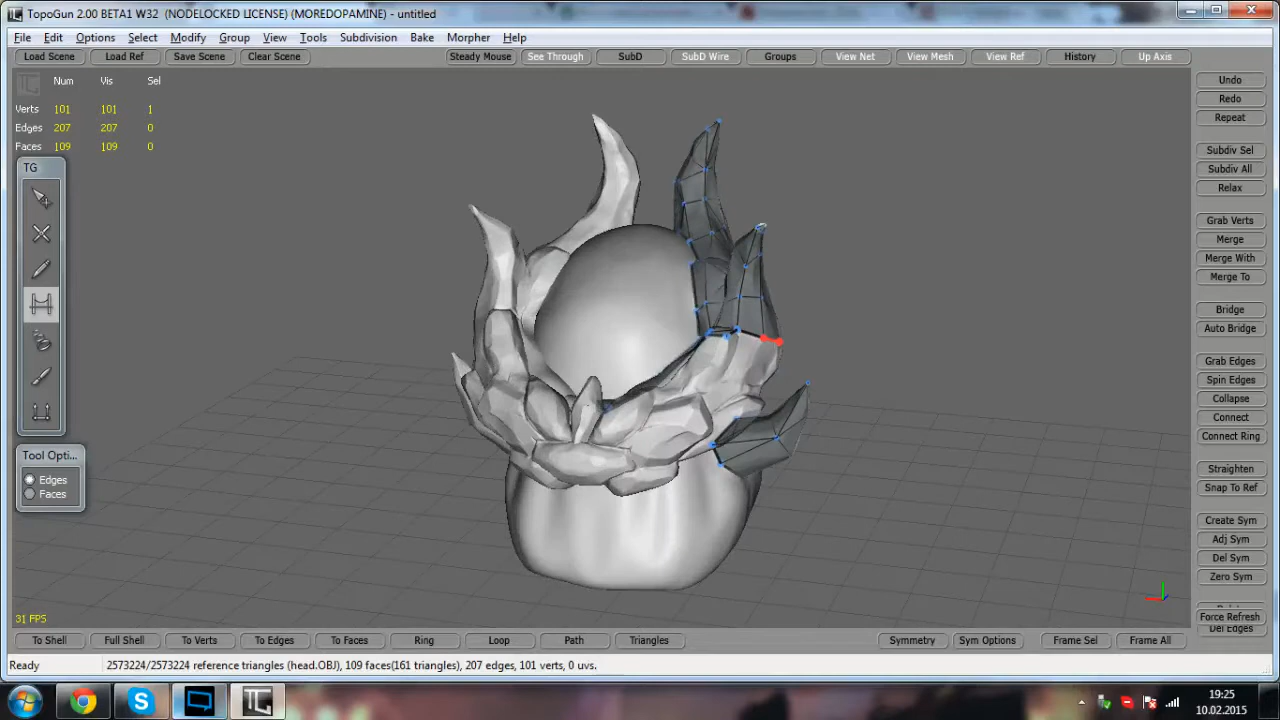 TopoGun 2.00 BETA1 W32 (NODELOCKED LICENSE) (MOREDOPAMINE) - untitled
File Edit Options Select Modify Group View Tools Subdivision Bake Morpher Help
Load Scene Load Ref Save Scene Clear Scene Steady Mouse See Through SubD SubD Wire Groups View Net View Mesh View Ref History Up Axis
Num Vis Sel
Verts 101 101 1
Edges 207 207 0
Faces 109 109 0
TG
Tool Opti...
Edges
Faces
Undo
Redo
Repeat
Subdiv Sel
Subdiv All
Relax
Grab Verts
Merge
Merge With
Merge To
Bridge
Auto Bridge
Grab Edges
Spin Edges
Collapse
Connect
Connect Ring
Straighten
Snap To Ref
Create Sym
Adj Sym
Del Sym
Zero Sym
Force Refresh
Del Edges
31 FPS
To Shell Full Shell To Verts To Edges To Faces Ring Loop Path Triangles Symmetry Sym Options Frame Sel Frame All
Ready 2573224/2573224 reference triangles (head.OBJ), 109 faces(161 triangles), 207 edges, 101 verts, 0 uvs.
19:25
10.02.2015